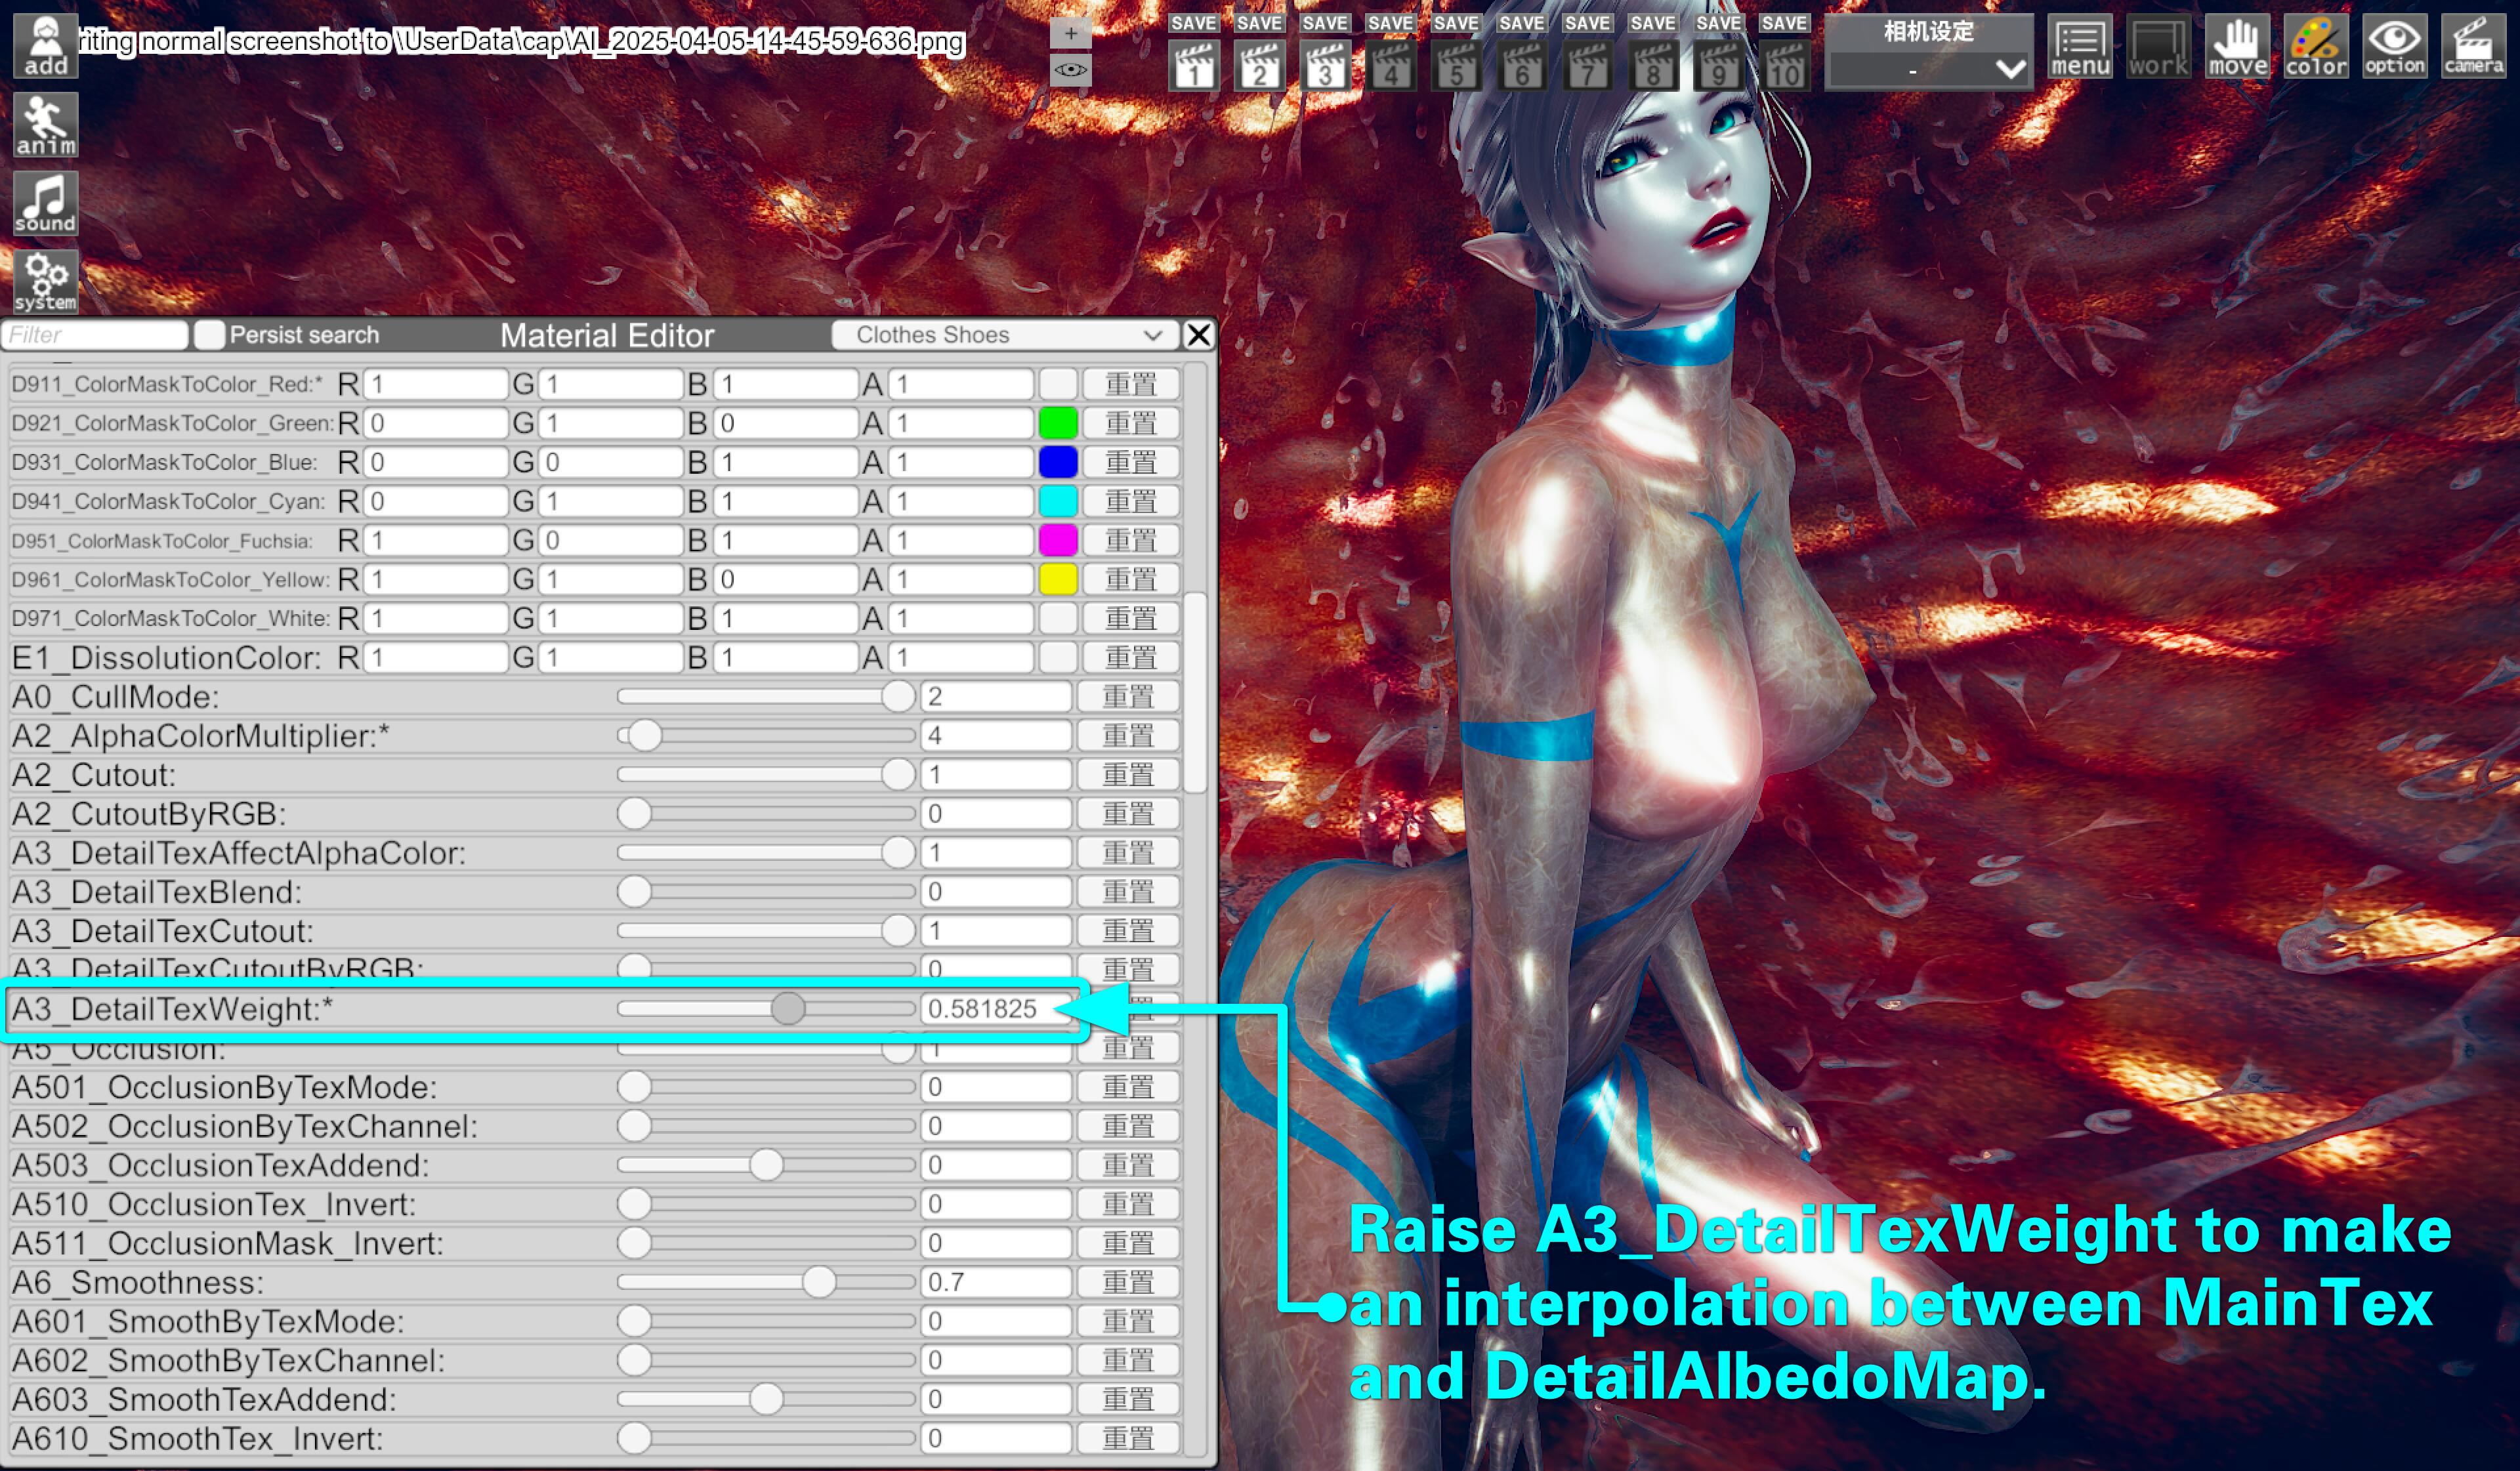 add
riting normal screenshot to \UserData\cap\AI_2025-04-05-14-45-59-636.png
+
SAVE SAVE SAVE SAVE SAVE SAVE SAVE SAVE SAVE SAVE
1 2 3 4 5 6 7 8 9 10
相机设定
-
menu work move color option camera
anim
sound
system
Filter Persist search Material Editor Clothes Shoes X
D911_ColorMaskToColor_Red:* R 1 G 1 B 1 A 1 重置
D921_ColorMaskToColor_Green: R 0 G 1 B 0 A 1 重置
D931_ColorMaskToColor_Blue: R 0 G 0 B 1 A 1 重置
D941_ColorMaskToColor_Cyan: R 0 G 1 B 1 A 1 重置
D951_ColorMaskToColor_Fuchsia: R 1 G 0 B 1 A 1 重置
D961_ColorMaskToColor_Yellow: R 1 G 1 B 0 A 1 重置
D971_ColorMaskToColor_White: R 1 G 1 B 1 A 1 重置
E1_DissolutionColor: R 1 G 1 B 1 A 1 重置
A0_CullMode: 2 重置
A2_AlphaColorMultiplier:* 4 重置
A2_Cutout: 1 重置
A2_CutoutByRGB: 0 重置
A3_DetailTexAffectAlphaColor: 1 重置
A3_DetailTexBlend: 0 重置
A3_DetailTexCutout: 1 重置
A3_DetailTexCutoutByRGB: 0 重置
A3_DetailTexWeight:* 0.581825 置
A5_Occlusion: 1 重置
A501_OcclusionByTexMode: 0 重置
A502_OcclusionByTexChannel: 0 重置
A503_OcclusionTexAddend: 0 重置
A510_OcclusionTex_Invert: 0 重置
A511_OcclusionMask_Invert: 0 重置
A6_Smoothness: 0.7 重置
A601_SmoothByTexMode: 0 重置
A602_SmoothByTexChannel: 0 重置
A603_SmoothTexAddend: 0 重置
A610_SmoothTex_Invert: 0 重置
Raise A3_DetailTexWeight to make
an interpolation between MainTex
and DetailAlbedoMap.